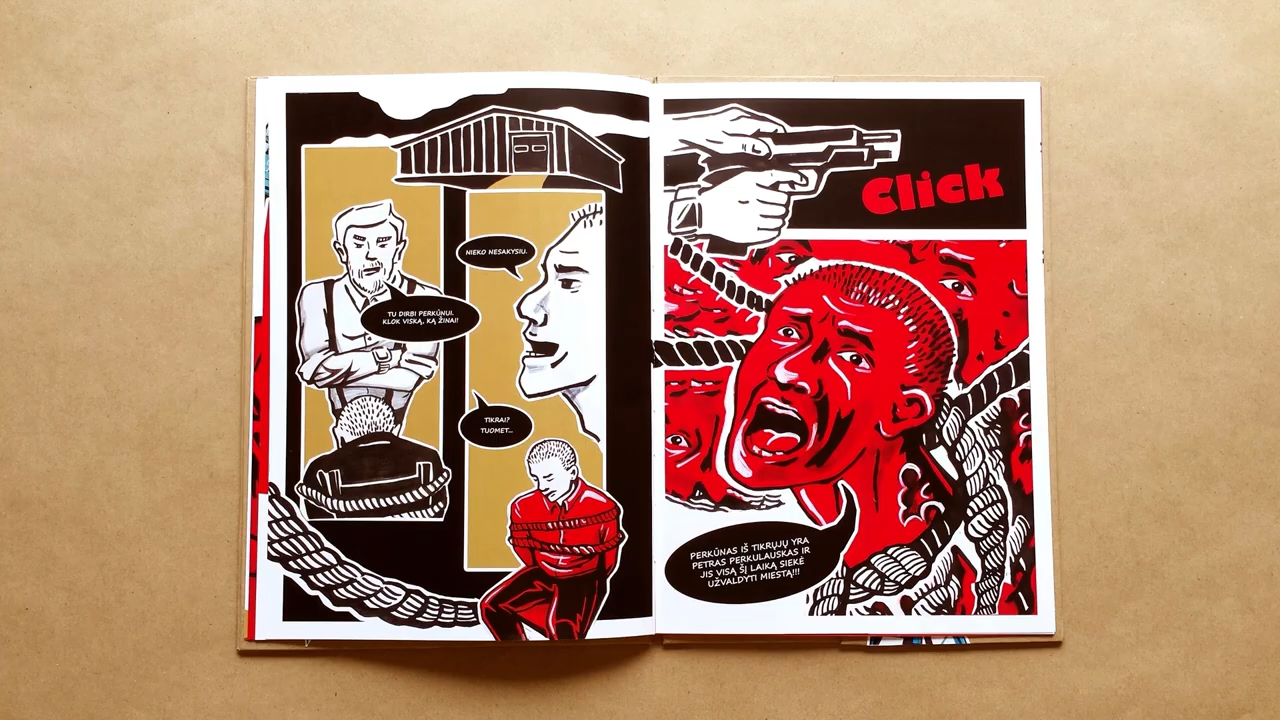 TU DIRBI PERKŪNUI.
KLOK VISKĄ, KĄ ŽINAI!
NIEKO NESAKYSIU.
TIKRAI?
TUOMET...
Click
PERKŪNAS IŠ TIKRŲJŲ YRA
PETRAS PERKULAUSKAS IR
JIS VISĄ ŠĮ LAIKĄ SIEKĖ
UŽVALDYTI MIESTĄ!!!